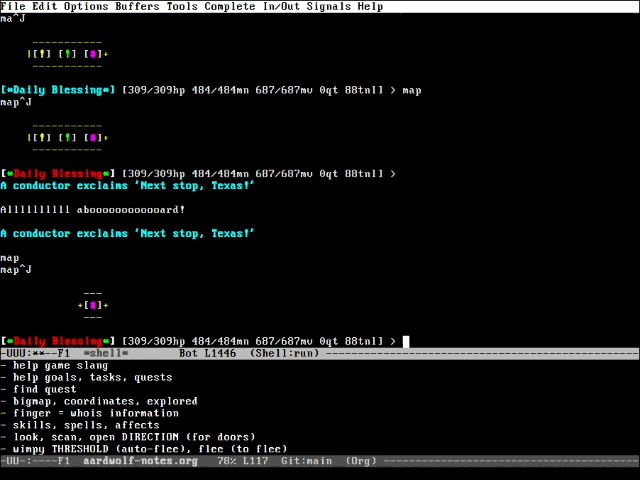 File Edit Options Buffers Tools Complete In/Out Signals Help
ma^J
-----------
|[!] [!] [*]+
-----------
[*Daily Blessing*] [309/309hp 484/484mn 687/687mv 0qt 88tnl] > map
map^J
-----------
|[!] [!] [*]+
-----------
[*Daily Blessing*] [309/309hp 484/484mn 687/687mv 0qt 88tnl] >
A conductor exclaims 'Next stop, Texas!'
Alllllllll abooooooooooard!
A conductor exclaims 'Next stop, Texas!'
map
map^J
---
+[*]+
---
[*Daily Blessing*] [309/309hp 484/484mn 687/687mv 0qt 88tnl] >
-UUU:**--F1  *shell*  Bot L1446  (Shell:run) ----------------------------------
- help game slang
- help goals, tasks, quests
- find quest
- bigmap, coordinates, explored
- finger = whois information
- skills, spells, affects
- look, scan, open DIRECTION (for doors)
- wimpy THRESHOLD (auto-flee), flee (to flee)
-UU-:----F1  aardwolf-notes.org  78% L117  Git:main  (Org) --------------------